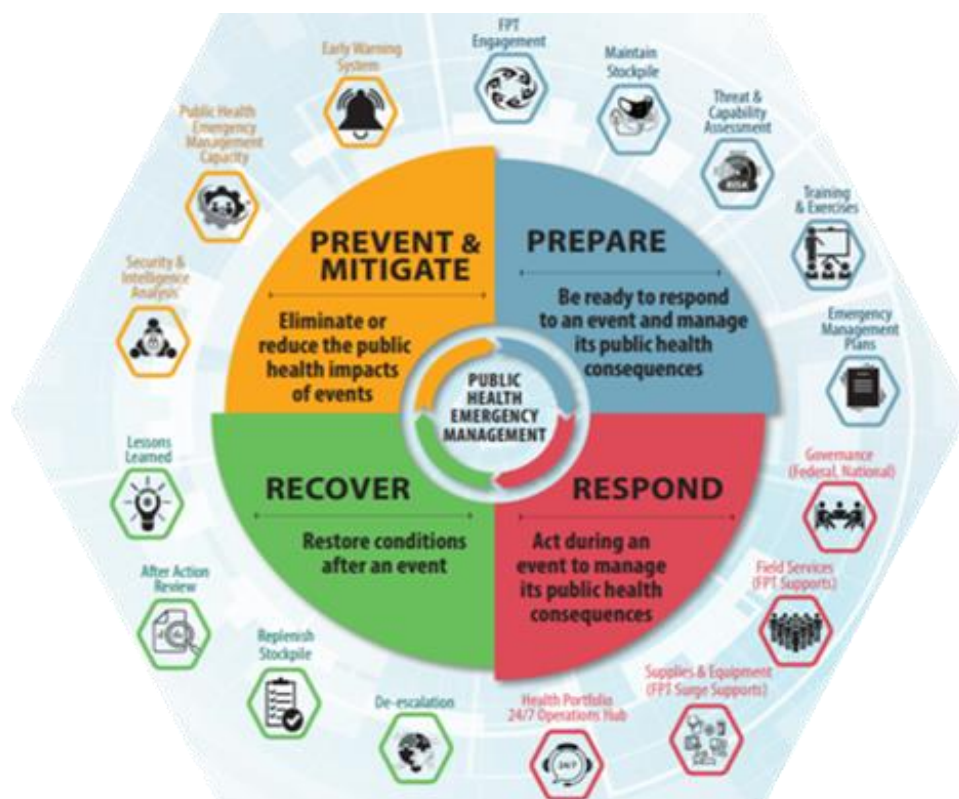 Early Warning
System
Public Health
Emergency
Management
Capacity
Security &
Intelligence
Analysis
PREVENT &
MITIGATE
Eliminate or
reduce the public
health impacts
of events
FPT
Engagement
Maintain
Stockpile
Threat &
Capability
Assessment
RISK
Training
& Exercises
Emergency
Management
Plans
PREPARE
Be ready to respond
to an event and manage
its public health
consequences
PUBLIC
HEALTH
EMERGENCY
MANAGEMENT
RESPOND
Act during an
event to manage
its public health
consequences
Governance
(Federal, National)
Field Services
(FPT Supports)
Supplies & Equipment
(FPT Surge Supports)
Health Portfolio
24/7 Operations Hub
24/7
RECOVER
Restore conditions
after an event
De-escalation
Replenish
Stockpile
After Action
Review
Lessons
Learned